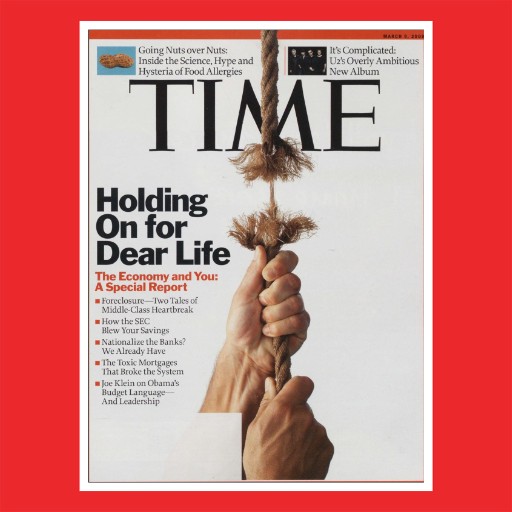 MARCH 9, 2009
Going Nuts over Nuts:
Inside the Science, Hype and
Hysteria of Food Allergies
It's Complicated:
U2's Overly Ambitious
New Album
TIME
Holding
On for
Dear Life
The Economy and You:
A Special Report
Foreclosure—Two Tales of
Middle-Class Heartbreak
How the SEC
Blew Your Savings
Nationalize the Banks?
We Already Have
The Toxic Mortgages
That Broke the System
Joe Klein on Obama's
Budget Language—
And Leadership